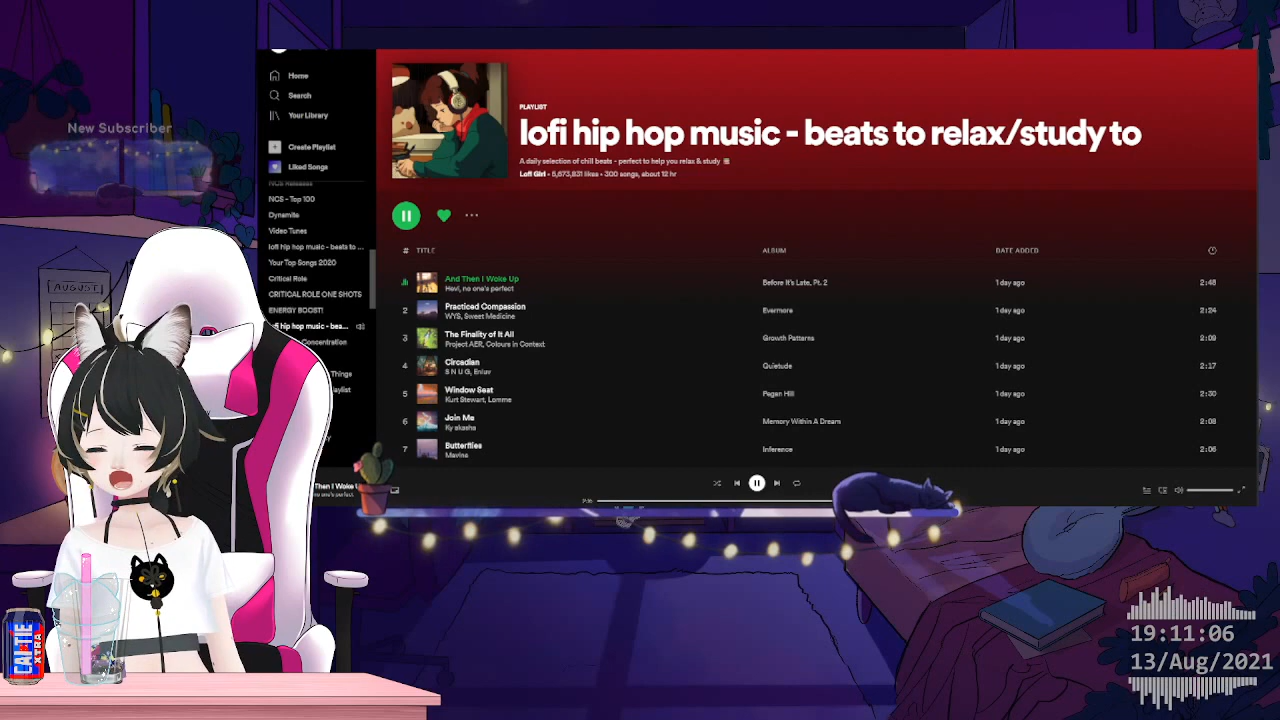 New Subscriber
AUGUST
Home
Search
Your Library
Create Playlist
Liked Songs
NCS Releases
NCS - Top 100
Dynamite
Video Tunes
lofi hip hop music - beats to ...
Your Top Songs 2020
Critical Role
CRITICAL ROLE ONE SHOTS
ENERGY BOOST!
fi hip hop music - bea...
Concentration
Things
aylist
PLAYLIST
lofi hip hop music - beats to relax/study to
A daily selection of chill beats - perfect to help you relax & study
Lofi Girl • 5,673,831 likes • 300 songs, about 12 hr
# TITLE ALBUM DATE ADDED
And Then I Woke Up Before It's Late, Pt. 2 1 day ago 2:48
Hevi, no one's perfect
2 Practiced Compassion Evermore 1 day ago 2:24
WYS, Sweet Medicine
3 The Finality of It All Growth Patterns 1 day ago 2:09
Project AER, Colours in Context
4 Circadian Quietude 1 day ago 2:17
S N U G, Enluv
5 Window Seat Pagan Hill 1 day ago 2:30
Kurt Stewart, Lomme
6 Join Me Memory Within A Dream 1 day ago 2:08
Ky akasha
7 Butterflies Inference 1 day ago 2:06
Mavine
Then I Woke U
no one's perfect
XTRA
19:11:06
13/Aug/2021